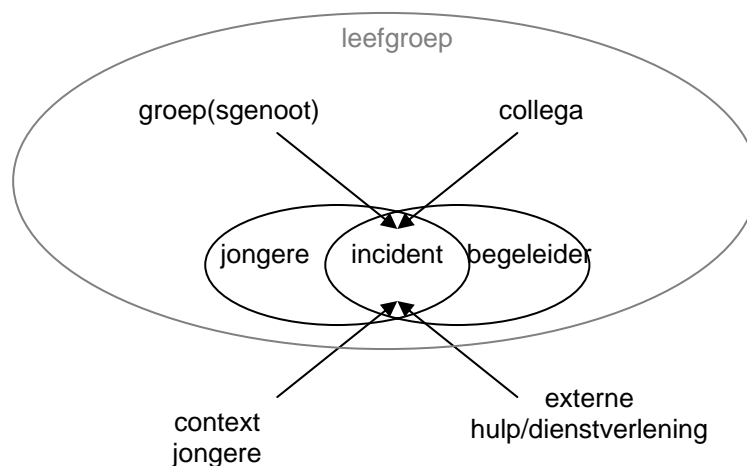 leefgroep
groep(sgenoot) collega
jongere incident begeleider
context
jongere
externe
hulp/dienstverlening